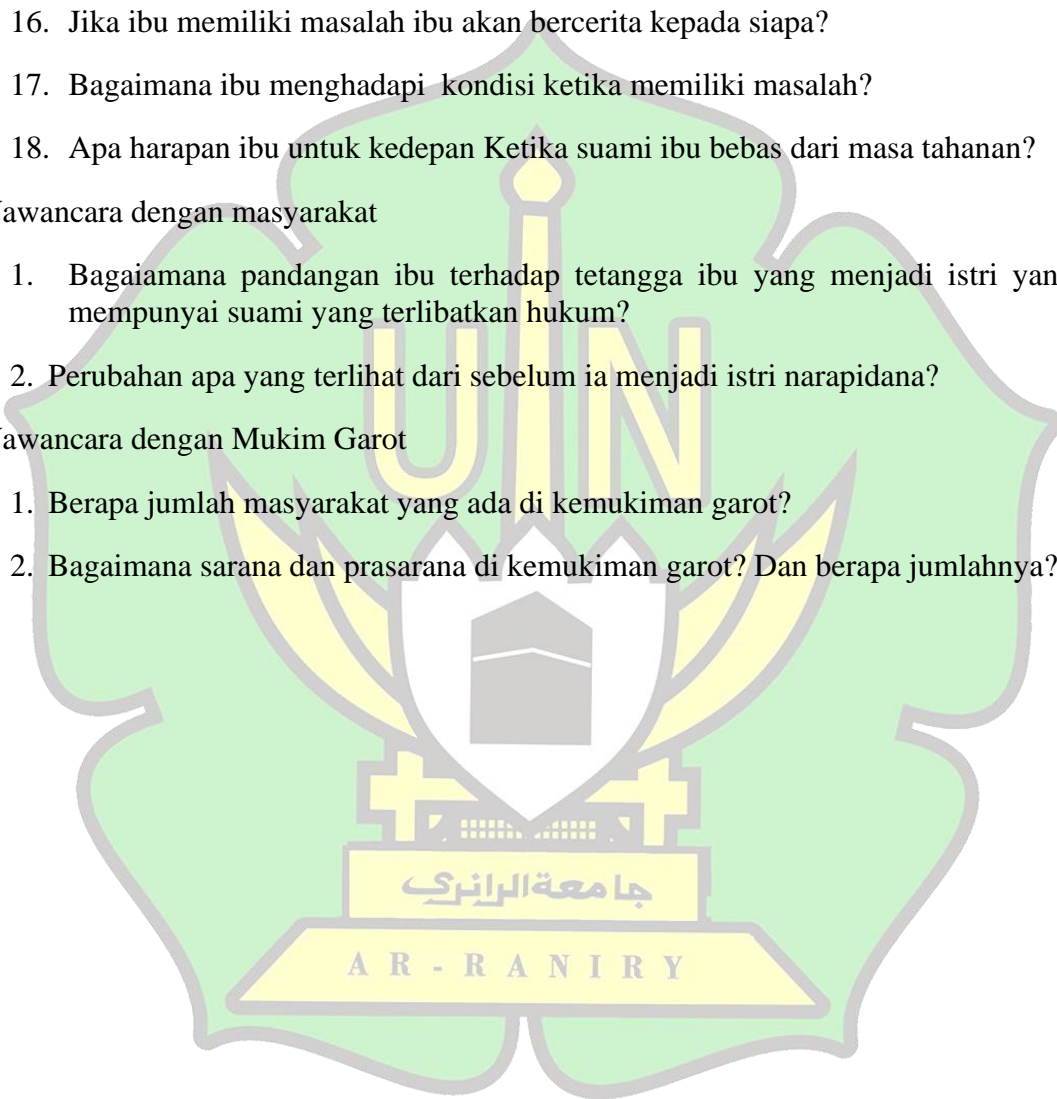 16. Jika ibu memiliki masalah ibu akan bercerita kepada siapa?
17. Bagaimana ibu menghadapi kondisi ketika memiliki masalah?
18. Apa harapan ibu untuk kedepan Ketika suami ibu bebas dari masa tahanan?
awancara dengan masyarakat
1. Bagaiamana pandangan ibu terhadap tetangga ibu yang menjadi istri yan
mempunyai suami yang terlibatkan hukum?
2. Perubahan apa yang terlihat dari sebelum ia menjadi istri narapidana?
awancara dengan Mukim Garot
1. Berapa jumlah masyarakat yang ada di kemukiman garot?
2. Bagaimana sarana dan prasarana di kemukiman garot? Dan berapa jumlahnya?
UIN
جامعةالرانري
AR-RANIRY